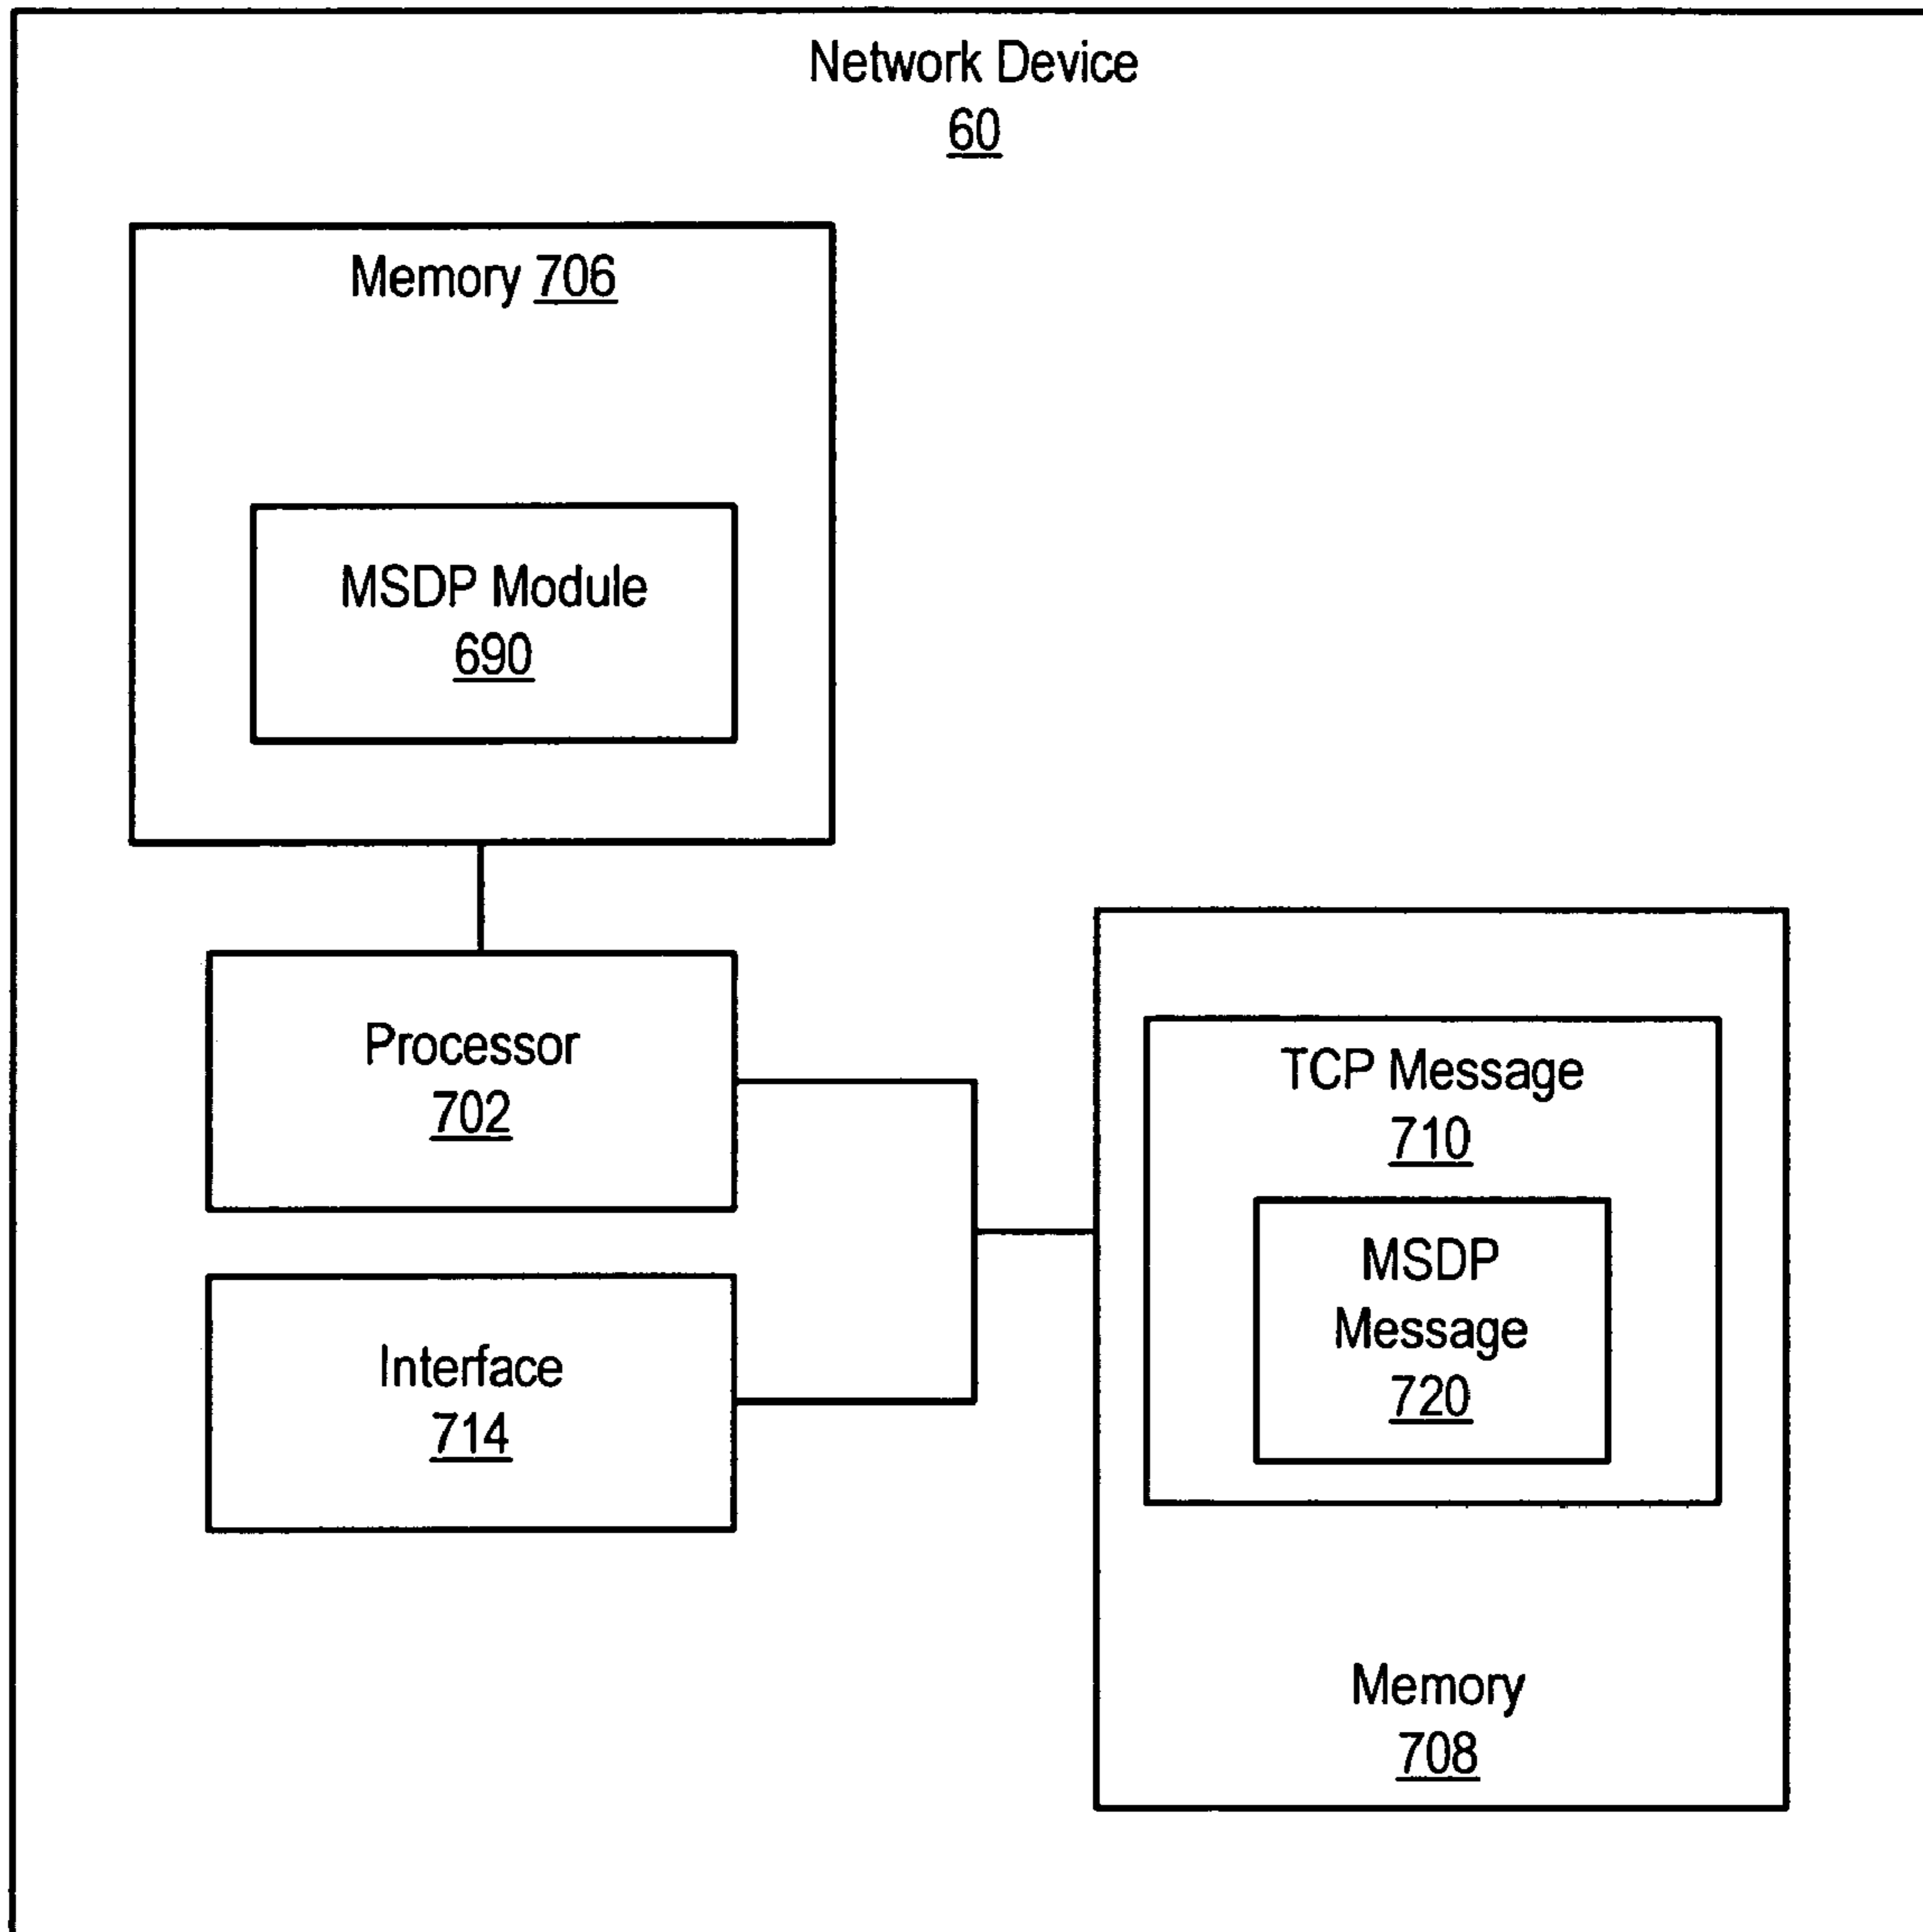 Network Device
60
Memory 706
MSDP Module
690
Processor
702
Interface
714
TCP Message
710
MSDP
Message
720
Memory
708